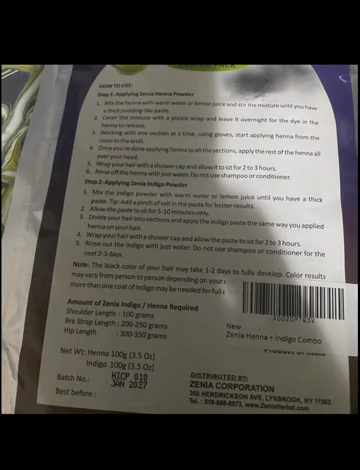 HOW TO USE:
Step 1: Applying Zenia Henna Powder
1. Mix the henna with warm water or lemon juice and stir the mixture until you have
a thick pudding-like paste.
2. Cover the mixture with a plastic wrap and leave it overnight for the dye in the
henna to release.
3. Working with one section at a time, using gloves, start applying henna from the
roots to the ends.
4. Once you're done applying henna to all the sections, apply the rest of the henna all
over your head.
5. Wrap your hair with a shower cap and allow it to sit for 2 to 3 hours.
6. Rinse off the henna with just water. Do not use shampoo or conditioner.
Step 2: Applying Zenia Indigo Powder
1. Mix the indigo powder with warm water or lemon juice until you have a thick
paste. Tip: Add a pinch of salt in the paste for better results.
2. Allow the paste to sit for 5-10 minutes only.
3. Divide your hair into sections and apply the indigo paste the same way you applied
henna on your hair.
4. Wrap your hair with a shower cap and allow the paste to sit for 2 to 3 hours.
5. Rinse out the indigo with just water. Do not use shampoo or conditioner for the
next 2-3 days.
Note: The black color of your hair may take 1-2 days to fully develop. Color results
may vary from person to person depending on your
more than one coat of indigo may be needed for full
Amount of Zenia Indigo / Henna Required
Shoulder Length : 100 grams
Bra Strap Length : 200-250 grams
Hip Length : 300-350 grams
New
Zenia Henna + Indigo Combo
Product of India
Net Wt: Henna 100g (3.5 Oz)
Indigo 100g (3.5 Oz)
Batch No.: HICP 010
JAN 2027
Best before :
DISTRIBUTED BY:
ZENIA CORPORATION
350 HENDRICKSON AVE, LYNBROOK, NY 11563
Tel.: 516-888-8973, www.ZeniaHerbal.com